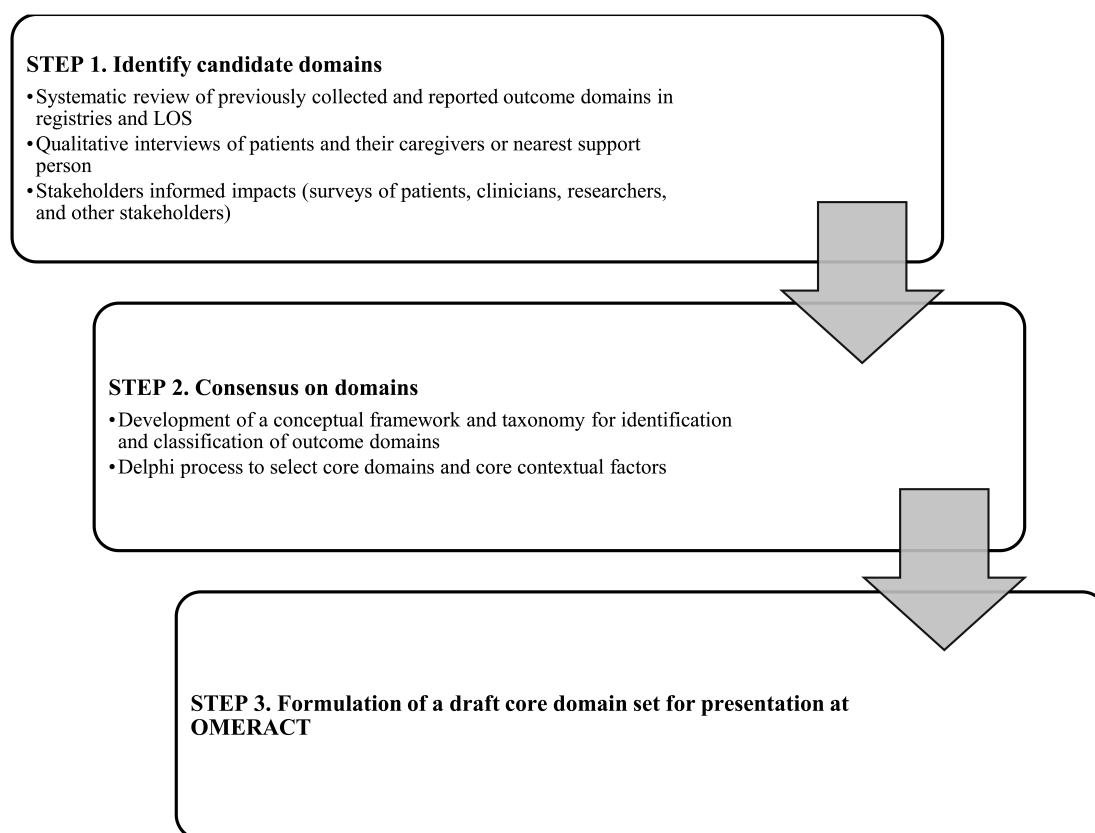 STEP 1. Identify candidate domains
•Systematic review of previously collected and reported outcome domains in
registries and LOS
•Qualitative interviews of patients and their caregivers or nearest support
person
•Stakeholders informed impacts (surveys of patients, clinicians, researchers,
and other stakeholders)
STEP 2. Consensus on domains
•Development of a conceptual framework and taxonomy for identification
and classification of outcome domains
•Delphi process to select core domains and core contextual factors
STEP 3. Formulation of a draft core domain set for presentation at
OMERACT